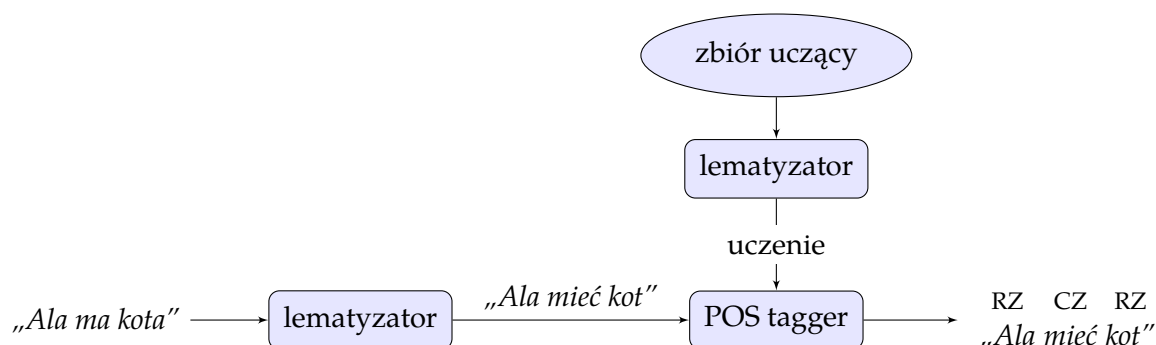 zbiór uczący
lematyzator
uczenie
„Ala ma kota”
lematyzator
„Ala mieć kot”
POS tagger
RZ CZ RZ
„Ala mieć kot”